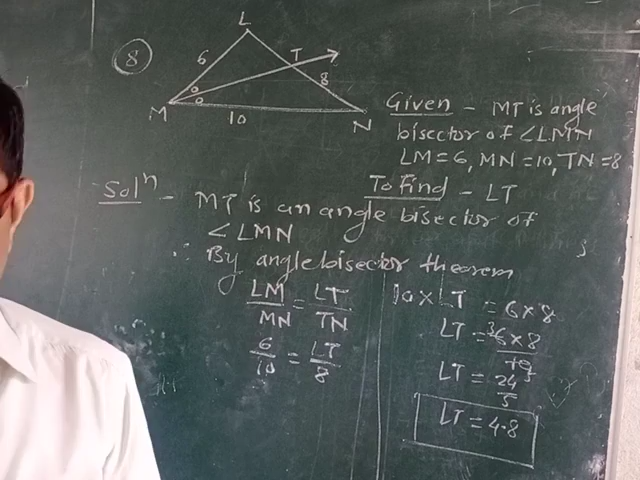 8
L
6
T
8
M
10
N
Given - MT is angle
bisector of ∠LMN
LM=6, MN=10, TN=8
To Find - LT
Solⁿ - MT is an angle bisector of
∠LMN
∴ By angle bisector theorem
LM/MN = LT/TN
6/10 = LT/8
10×LT = 6×8
LT = 3 6×8/10 5
LT = 24/5
LT = 4.8